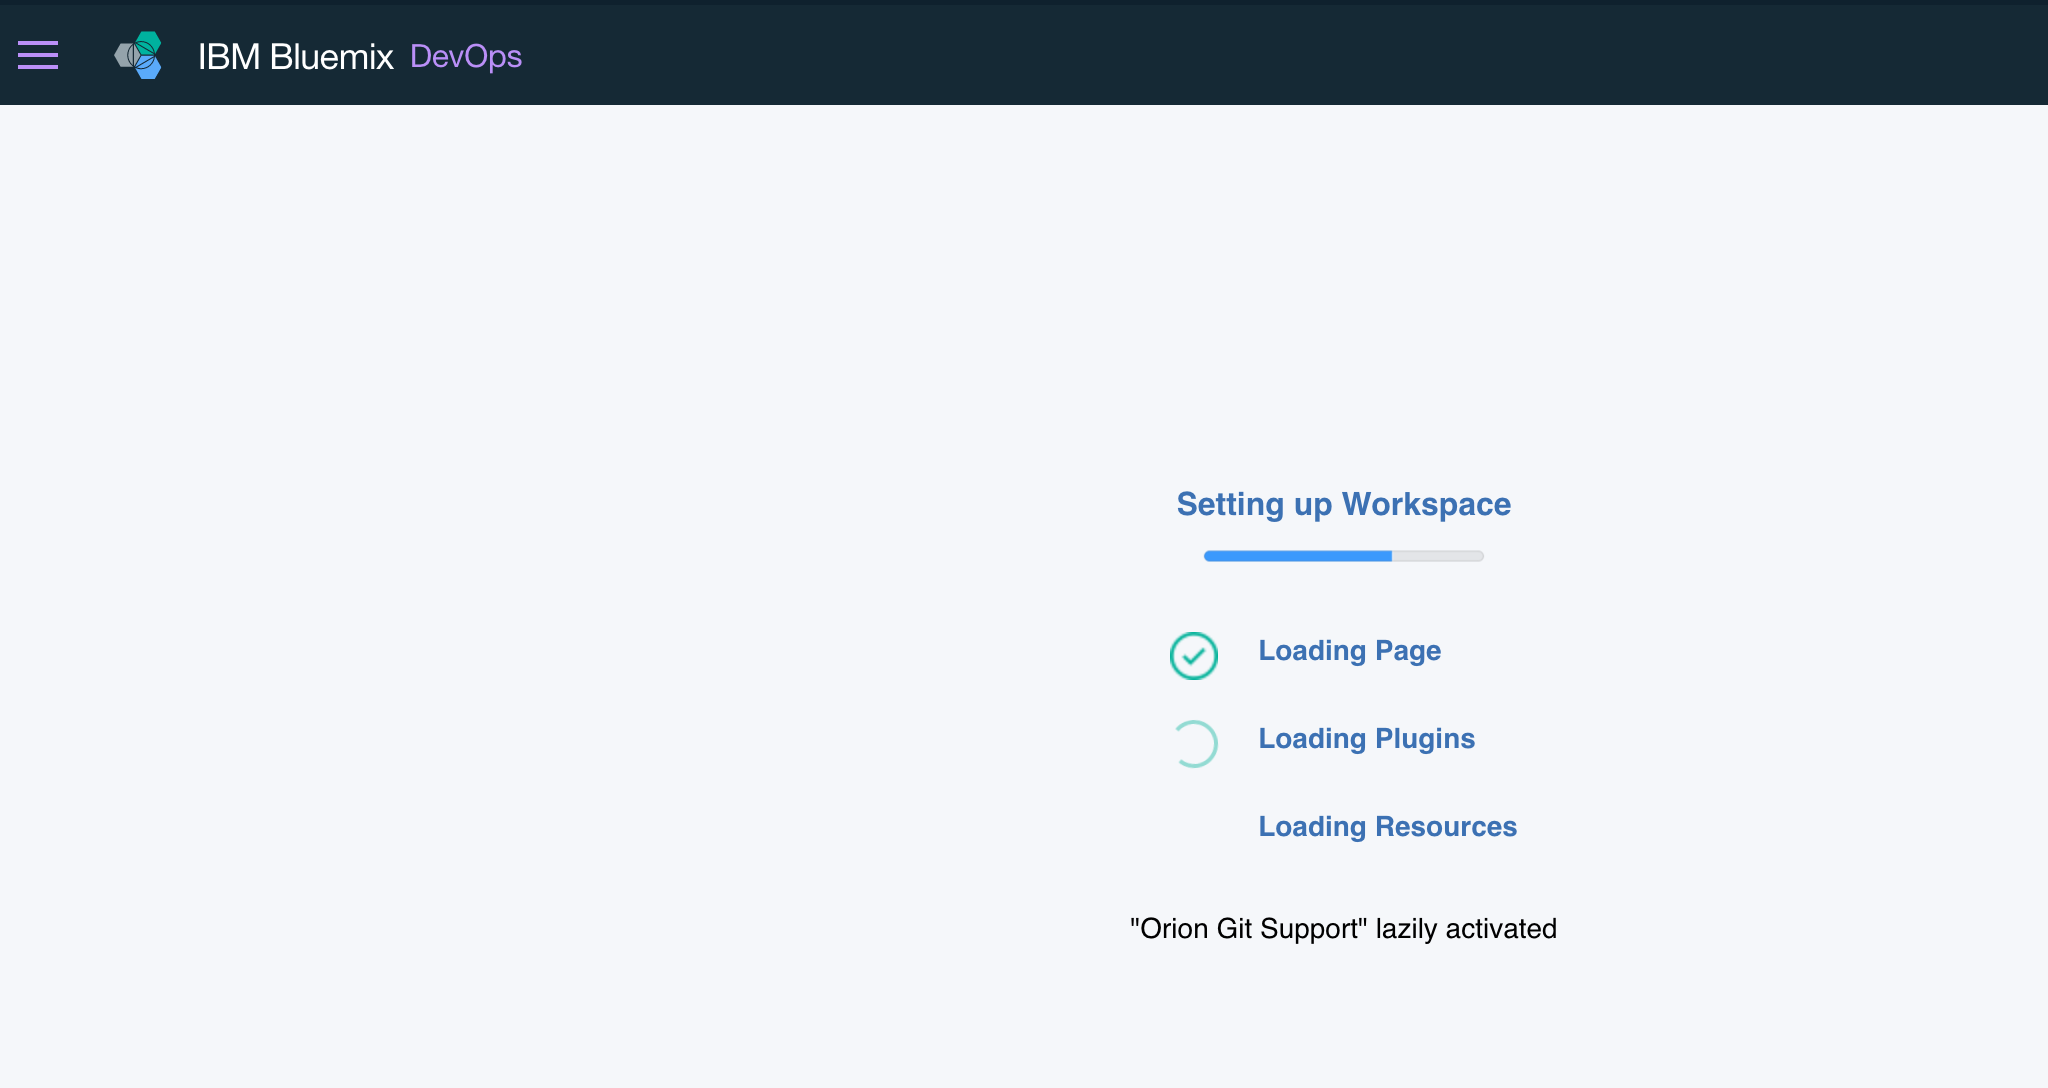 IBM Bluemix DevOps
Setting up Workspace
Loading Page
Loading Plugins
Loading Resources
"Orion Git Support" lazily activated